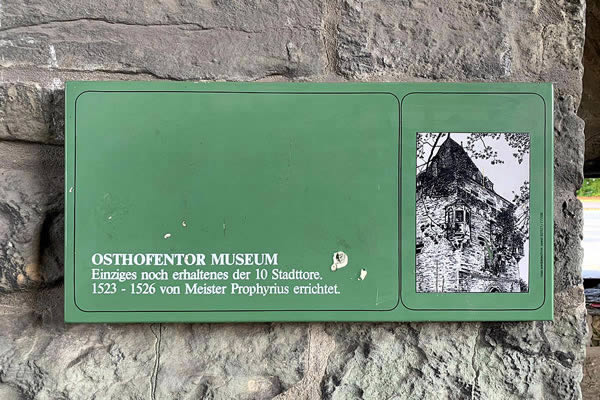 OSTHOFENTOR MUSEUM
Einziges noch erhaltenes der 10 Stadttore.
1523 - 1526 von Meister Prophyrius errichtet.